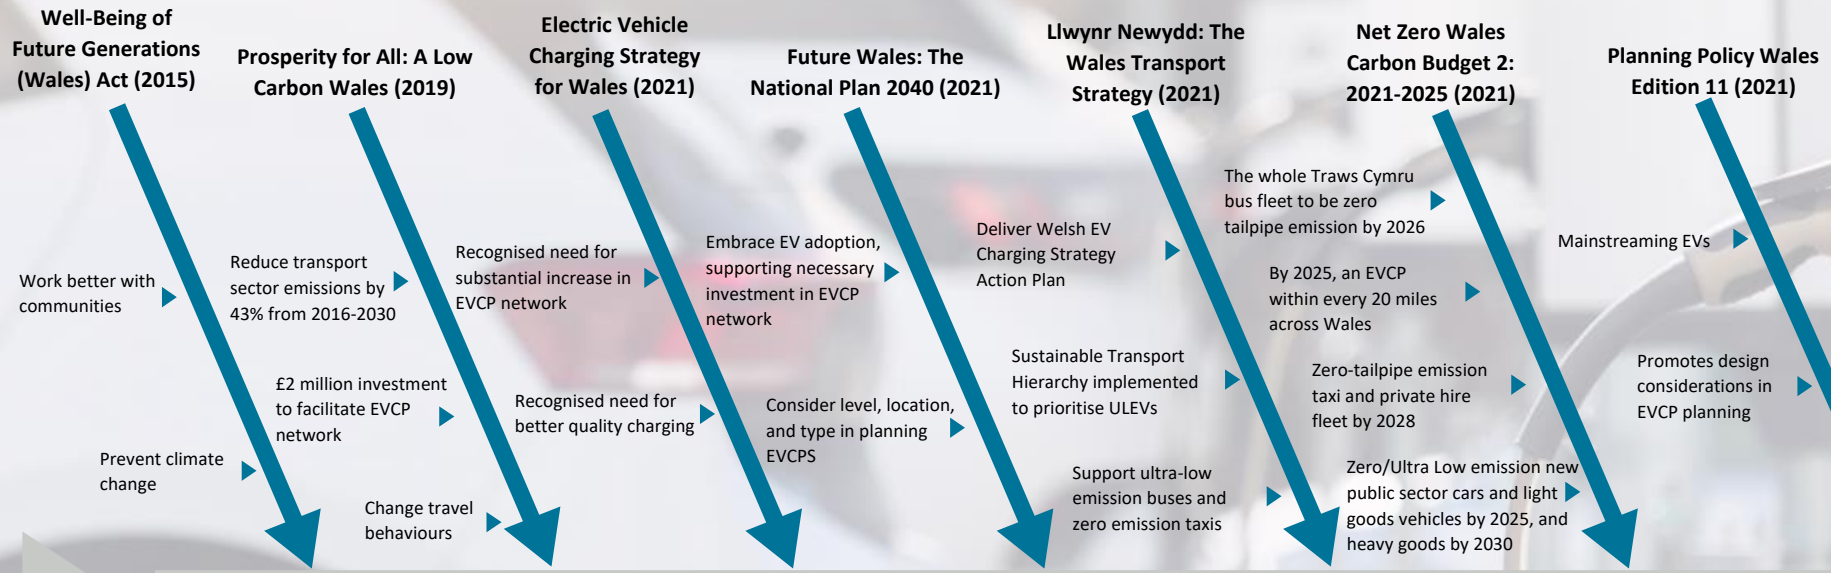 Well-Being of
Future Generations
(Wales) Act (2015)
Work better with
communities
Prevent climate
change
Prosperity for All: A Low
Carbon Wales (2019)
Reduce transport
sector emissions by
43% from 2016-2030
£2 million investment
to facilitate EVCP
network
Change travel
behaviours
Electric Vehicle
Charging Strategy
for Wales (2021)
Recognised need for
substantial increase in
EVCP network
Recognised need for
better quality charging
Future Wales: The
National Plan 2040 (2021)
Embrace EV adoption,
supporting necessary
investment in EVCP
network
Consider level, location,
and type in planning
EVCPS
Llwynr Newydd: The
Wales Transport
Strategy (2021)
Deliver Welsh EV
Charging Strategy
Action Plan
Sustainable Transport
Hierarchy implemented
to prioritise ULEVs
Support ultra-low
emission buses and
zero emission taxis
Net Zero Wales
Carbon Budget 2:
2021-2025 (2021)
The whole Traws Cymru
bus fleet to be zero
tailpipe emission by 2026
By 2025, an EVCP
within every 20 miles
across Wales
Zero-tailpipe emission
taxi and private hire
fleet by 2028
Zero/Ultra Low emission new
public sector cars and light
goods vehicles by 2025, and
heavy goods by 2030
Planning Policy Wales
Edition 11 (2021)
Mainstreaming EVs
Promotes design
considerations in
EVCP planning